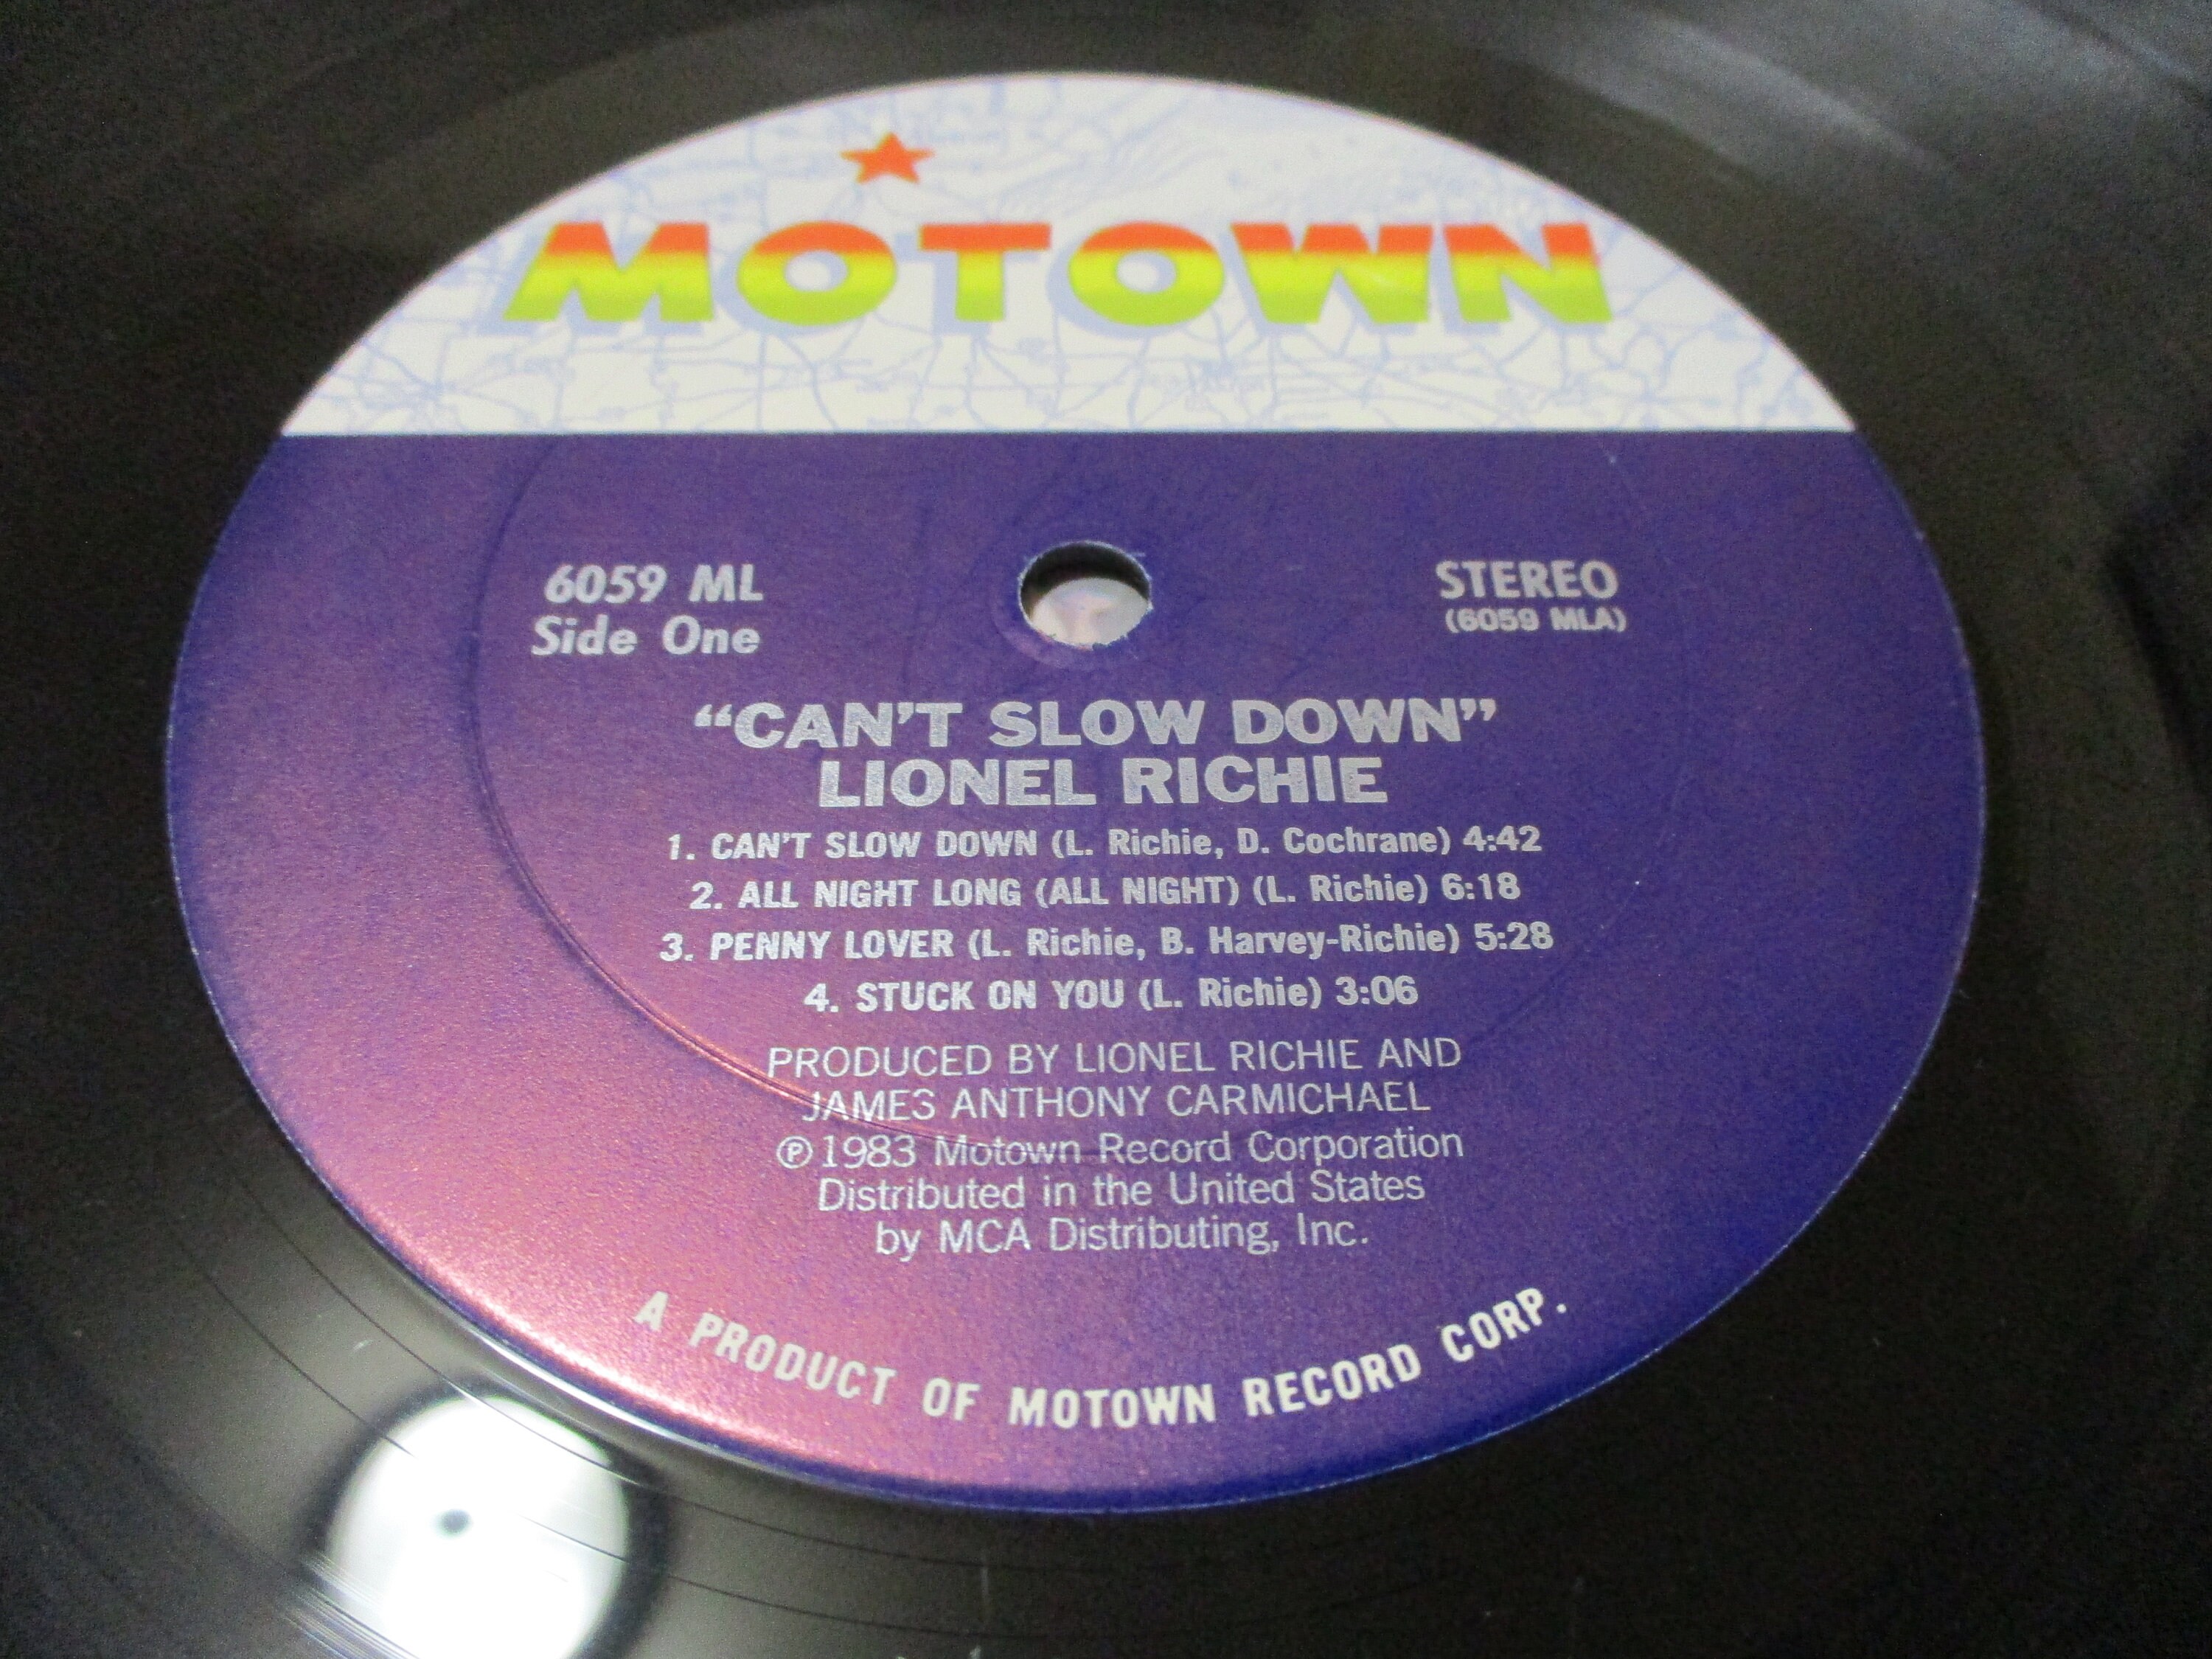 MOTOWN
6059 ML
Side One
STEREO
(6059 MLA)
“CAN'T SLOW DOWN”
LIONEL RICHIE
1. CAN'T SLOW DOWN (L. Richie, D. Cochrane) 4:42
2. ALL NIGHT LONG (ALL NIGHT) (L. Richie) 6:18
3. PENNY LOVER (L. Richie, B. Harvey-Richie) 5:28
4. STUCK ON YOU (L. Richie) 3:06
PRODUCED BY LIONEL RICHIE AND
JAMES ANTHONY CARMICHAEL
℗1983 Motown Record Corporation
Distributed in the United States
by MCA Distributing, Inc.
A PRODUCT OF MOTOWN RECORD CORP.